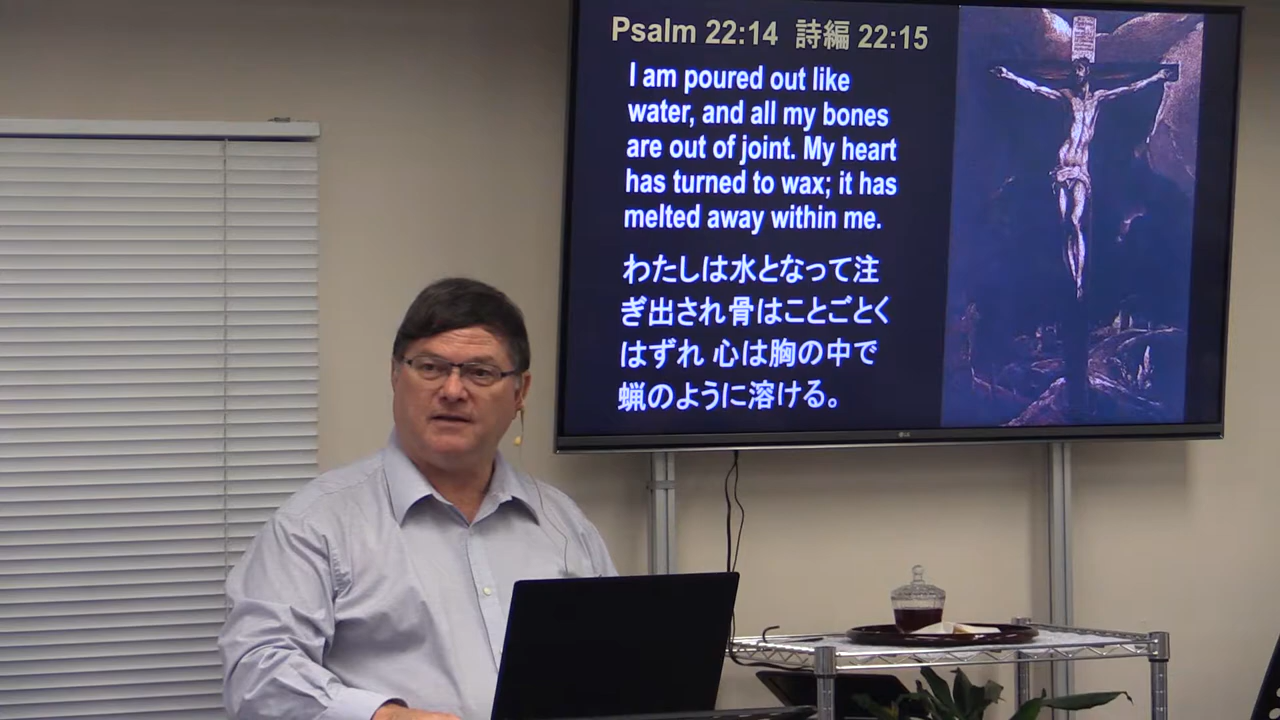 Psalm 22:14 詩編 22:15
I am poured out like
water, and all my bones
are out of joint. My heart
has turned to wax; it has
melted away within me.
わたしは水となって注
ぎ出され骨はことごとく
はずれ 心は胸の中で
蝋のように溶ける。
LG